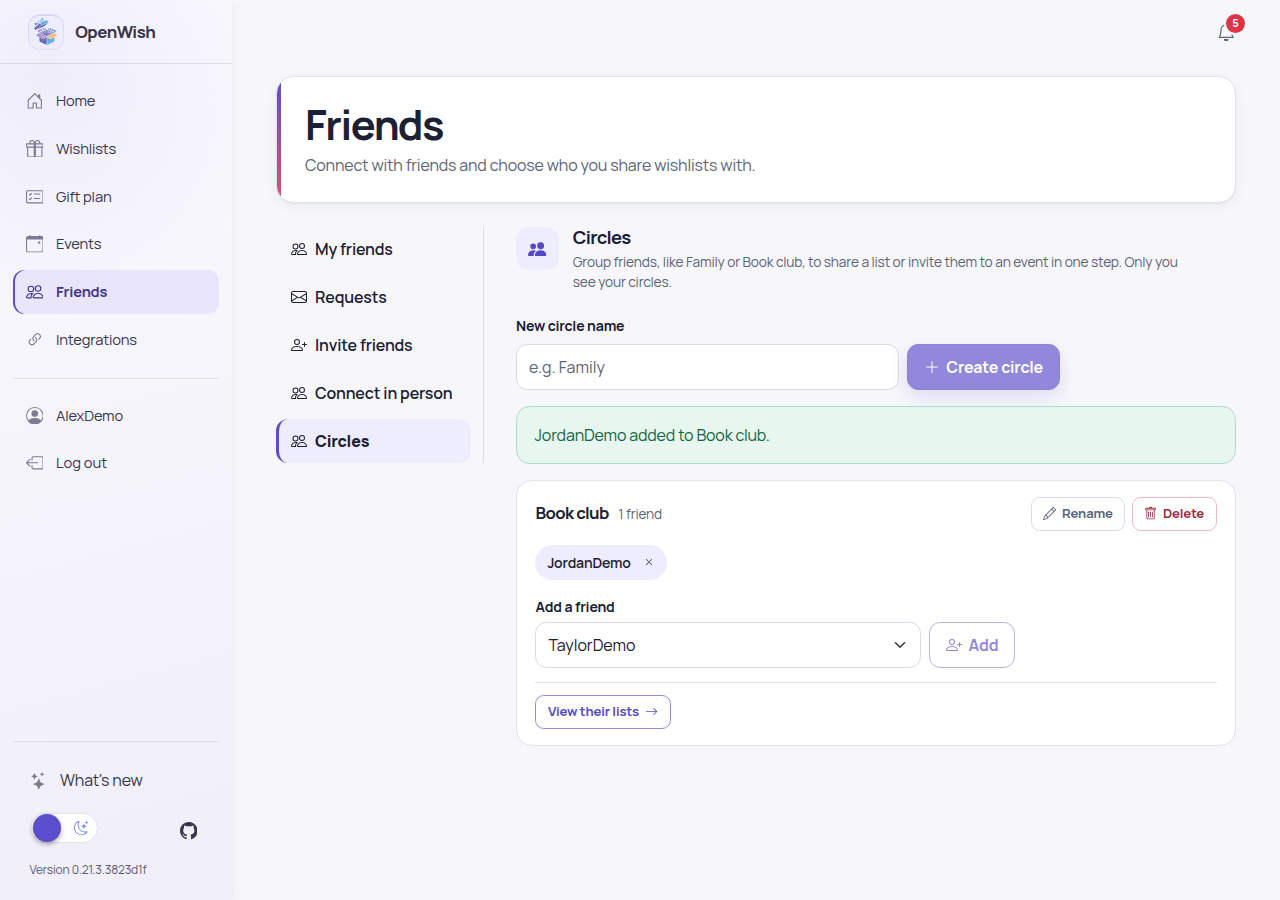 OpenWish
5
Home
Wishlists
Gift plan
Events
Friends
Integrations
AlexDemo
Log out
What's new
Version 0.21.3.3823d1f
Friends
Connect with friends and choose who you share wishlists with.
My friends
Requests
Invite friends
Connect in person
Circles
Circles
Group friends, like Family or Book club, to share a list or invite them to an event in one step. Only you
see your circles.
New circle name
e.g. Family
Create circle
JordanDemo added to Book club.
Book club 1 friend
Rename
Delete
JordanDemo ×
Add a friend
TaylorDemo
Add
View their lists →